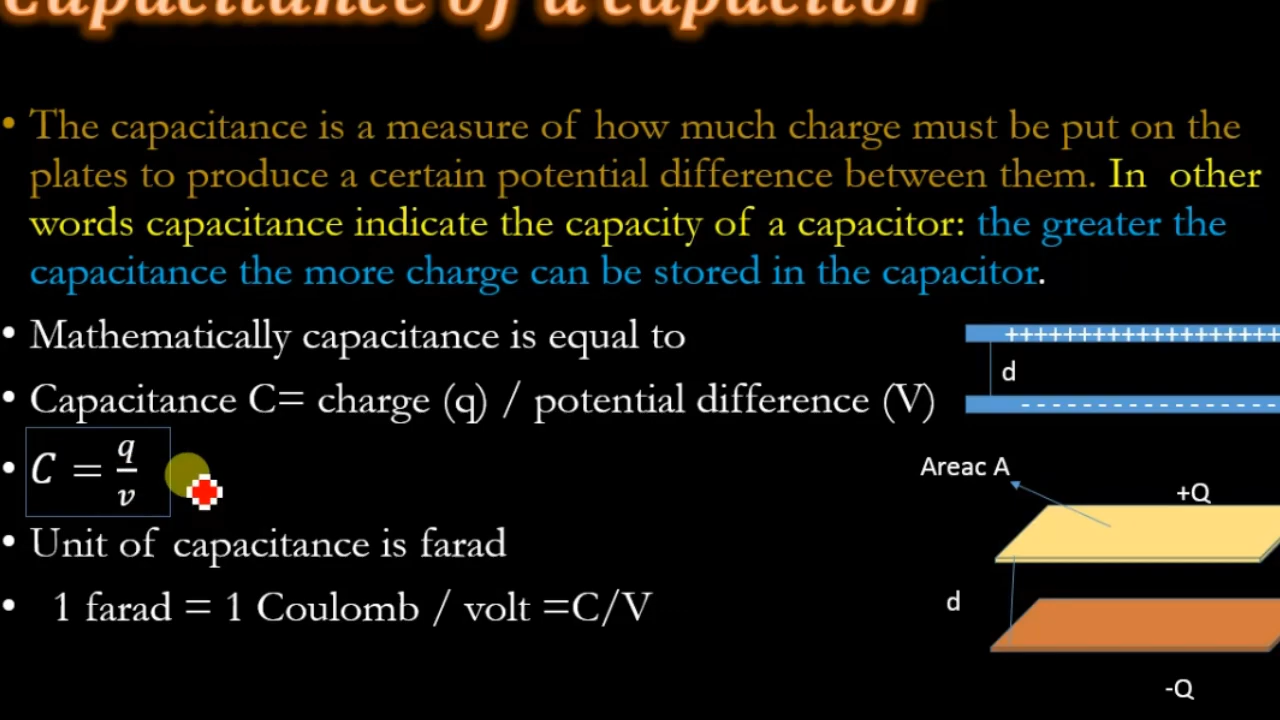 Capacitance of a capacitor
• The capacitance is a measure of how much charge must be put on the
plates to produce a certain potential difference between them. In other
words capacitance indicate the capacity of a capacitor: the greater the
capacitance the more charge can be stored in the capacitor.
• Mathematically capacitance is equal to
• Capacitance C= charge (q) / potential difference (V)
• C = q/v
• Unit of capacitance is farad
• 1 farad = 1 Coulomb / volt =C/V
+++++++++++++++++++
d
- - - - - - - - - - - - - - - - -
Areac A
+Q
d
-Q